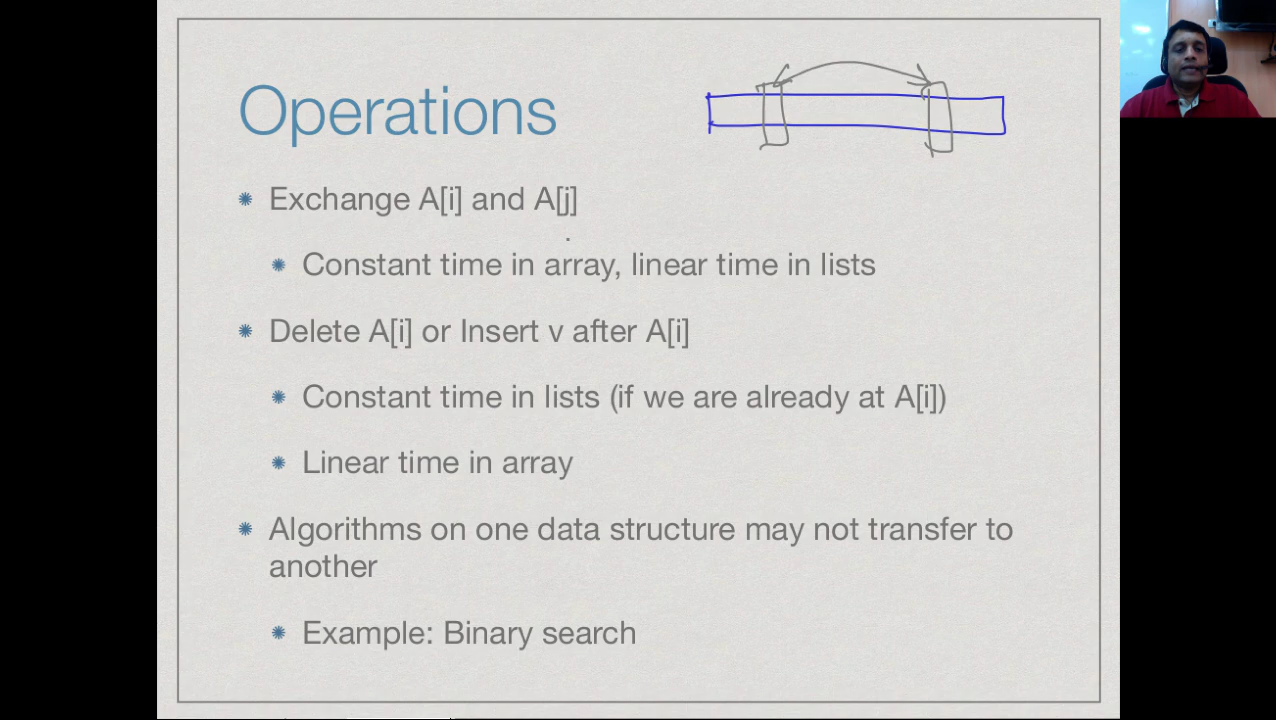 Operations
Exchange A[i] and A[j]
Constant time in array, linear time in lists
Delete A[i] or Insert v after A[i]
Constant time in lists (if we are already at A[i])
Linear time in array
Algorithms on one data structure may not transfer to
another
Example: Binary search